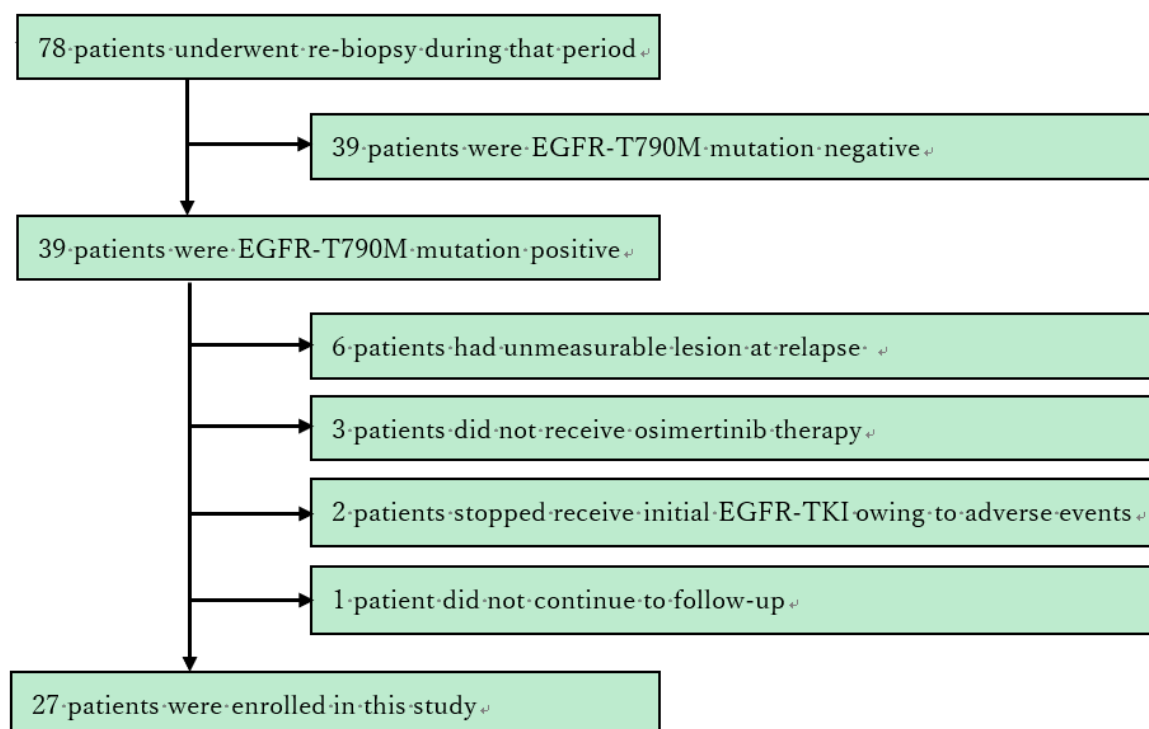 78 patients underwent re-biopsy during that period
39 patients were EGFR-T790M mutation negative
39 patients were EGFR-T790M mutation positive
6 patients had unmeasurable lesion at relapse
3 patients did not receive osimertinib therapy
2 patients stopped receive initial EGFR-TKI owing to adverse events
1 patient did not continue to follow-up
27 patients were enrolled in this study